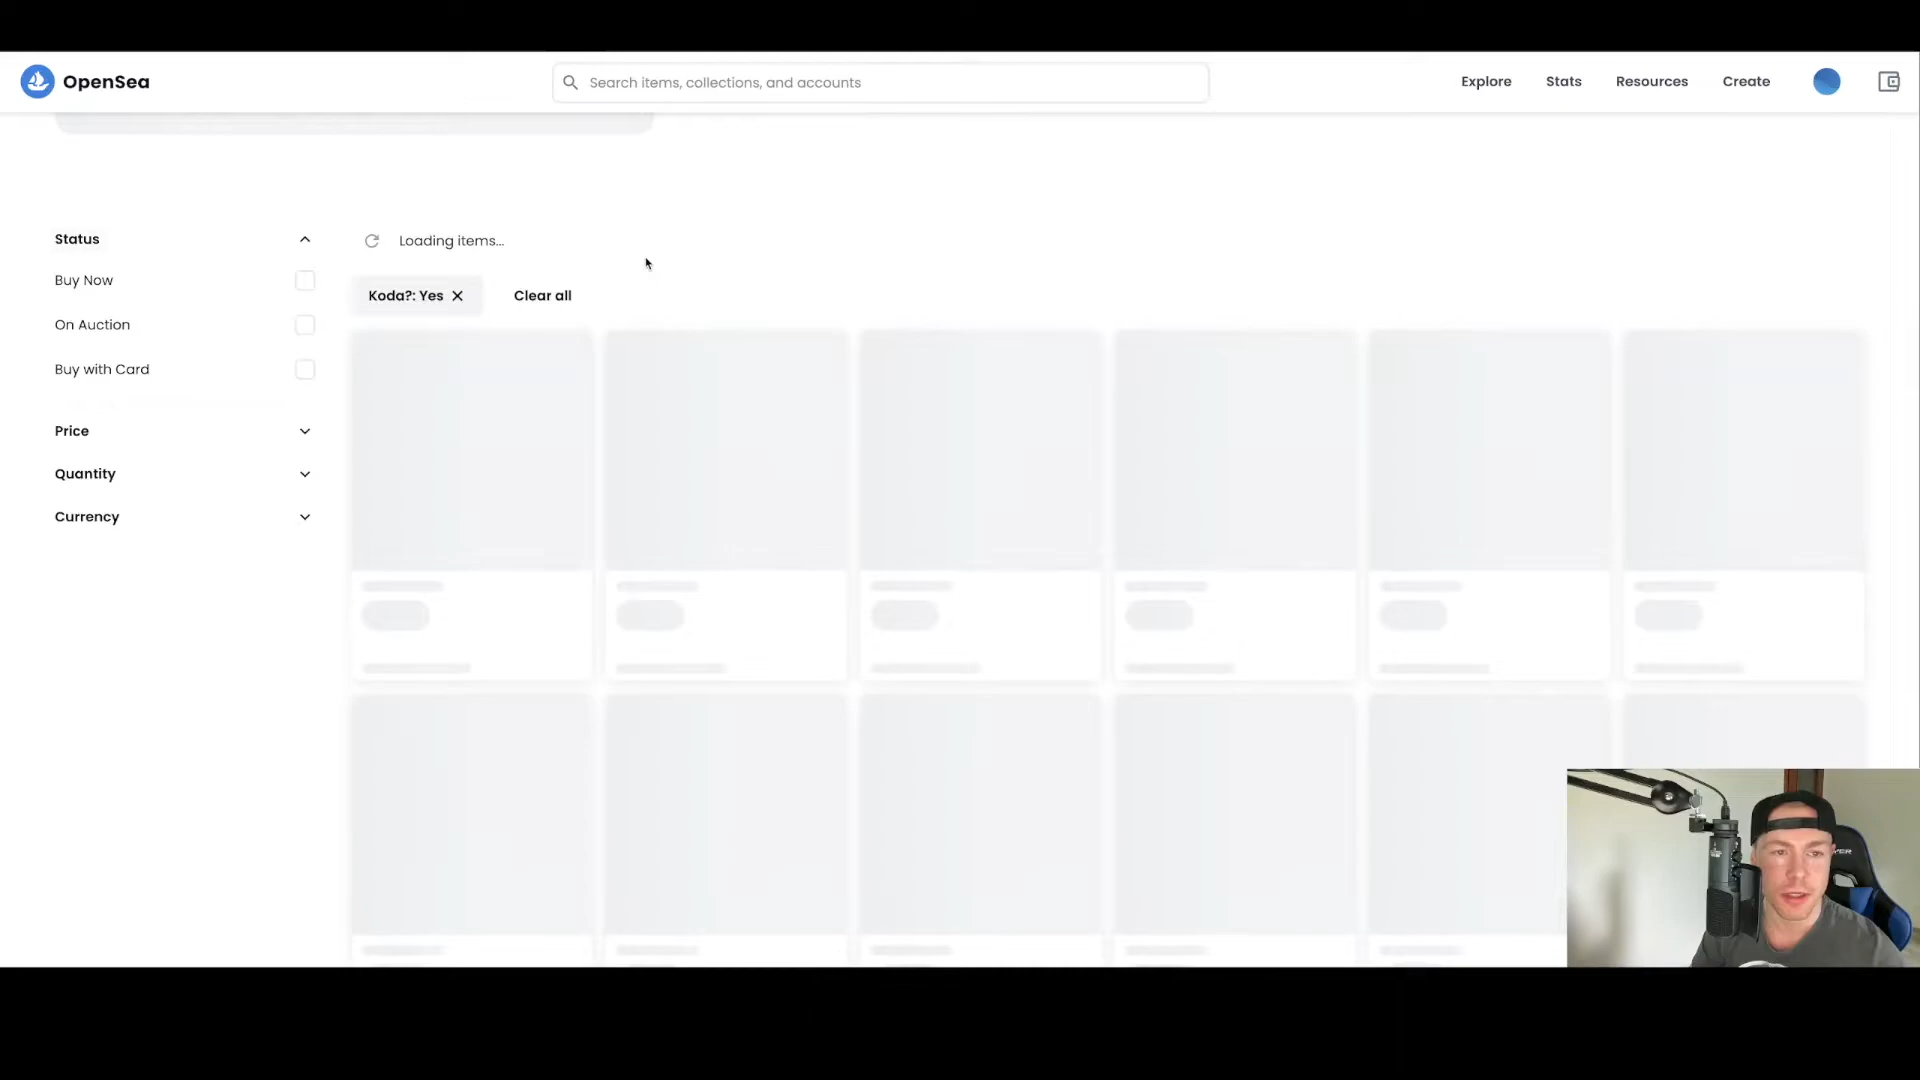 OpenSea
Search items, collections, and accounts
Explore
Stats
Resources
Create
Status
Buy Now
On Auction
Buy with Card
Price
Quantity
Currency
Loading items...
Koda?: Yes
Clear all